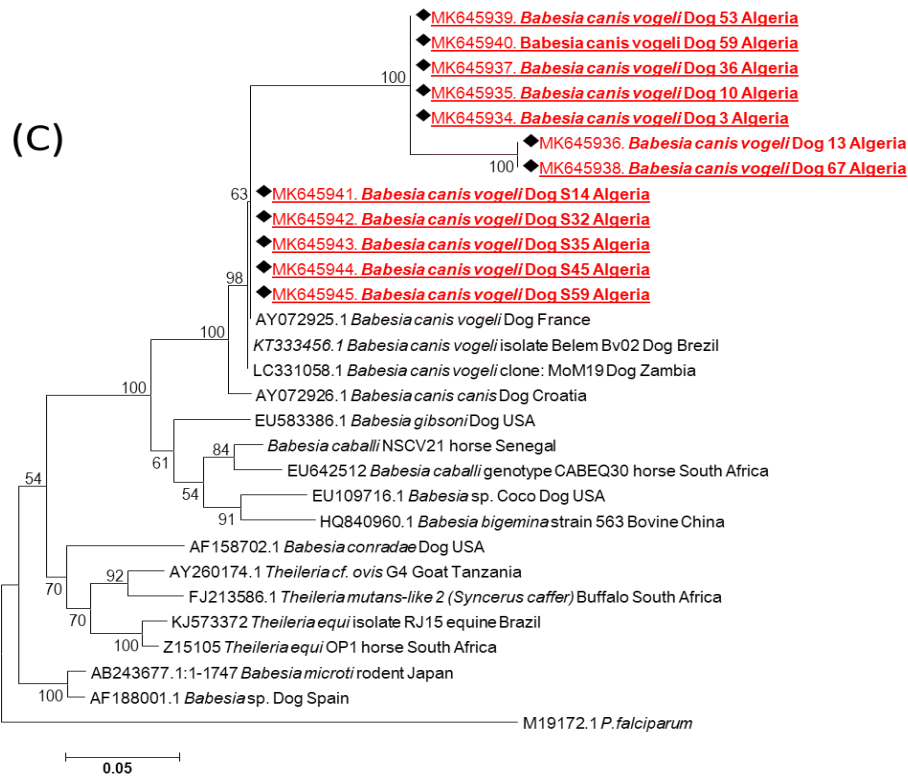 (C)
MK645939. Babesia canis vogeli Dog 53 Algeria
MK645940. Babesia canis vogeli Dog 59 Algeria
MK645937. Babesia canis vogeli Dog 36 Algeria
100
MK645935. Babesia canis vogeli Dog 10 Algeria
MK645934. Babesia canis vogeli Dog 3 Algeria
MK645936. Babesia canis vogeli Dog 13 Algeria
100
MK645938. Babesia canis vogeli Dog 67 Algeria
63
MK645941. Babesia canis vogeli Dog S14 Algeria
MK645942. Babesia canis vogeli Dog S32 Algeria
MK645943. Babesia canis vogeli Dog S35 Algeria
98
MK645944. Babesia canis vogeli Dog S45 Algeria
MK645945. Babesia canis vogeli Dog S59 Algeria
100
AY072925.1 Babesia canis vogeli Dog France
KT333456.1 Babesia canis vogeli isolate Belem Bv02 Dog Brezil
LC331058.1 Babesia canis vogeli clone: MoM19 Dog Zambia
100
AY072926.1 Babesia canis canis Dog Croatia
EU583386.1 Babesia gibsoni Dog USA
61
84
Babesia caballi NSCV21 horse Senegal
EU642512 Babesia caballi genotype CABEQ30 horse South Africa
54
54
EU109716.1 Babesia sp. Coco Dog USA
91
HQ840960.1 Babesia bigemina strain 563 Bovine China
AF158702.1 Babesia conradae Dog USA
70
92
AY260174.1 Theileria cf. ovis G4 Goat Tanzania
FJ213586.1 Theileria mutans-like 2 (Syncerus caffer) Buffalo South Africa
70
KJ573372 Theileria equi isolate RJ15 equine Brazil
100
Z15105 Theileria equi OP1 horse South Africa
AB243677.1:1-1747 Babesia microti rodent Japan
100
AF188001.1 Babesia sp. Dog Spain
M19172.1 P.falciparum
0.05